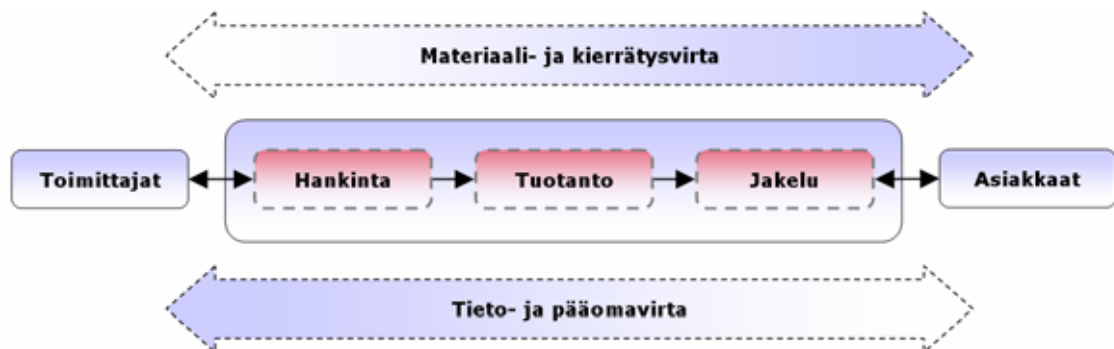 Materiaali- ja kierrätysvirta
Toimittajat
Hankinta
Tuotanto
Jakelu
Asiakkaat
Tieto- ja pääomavirta